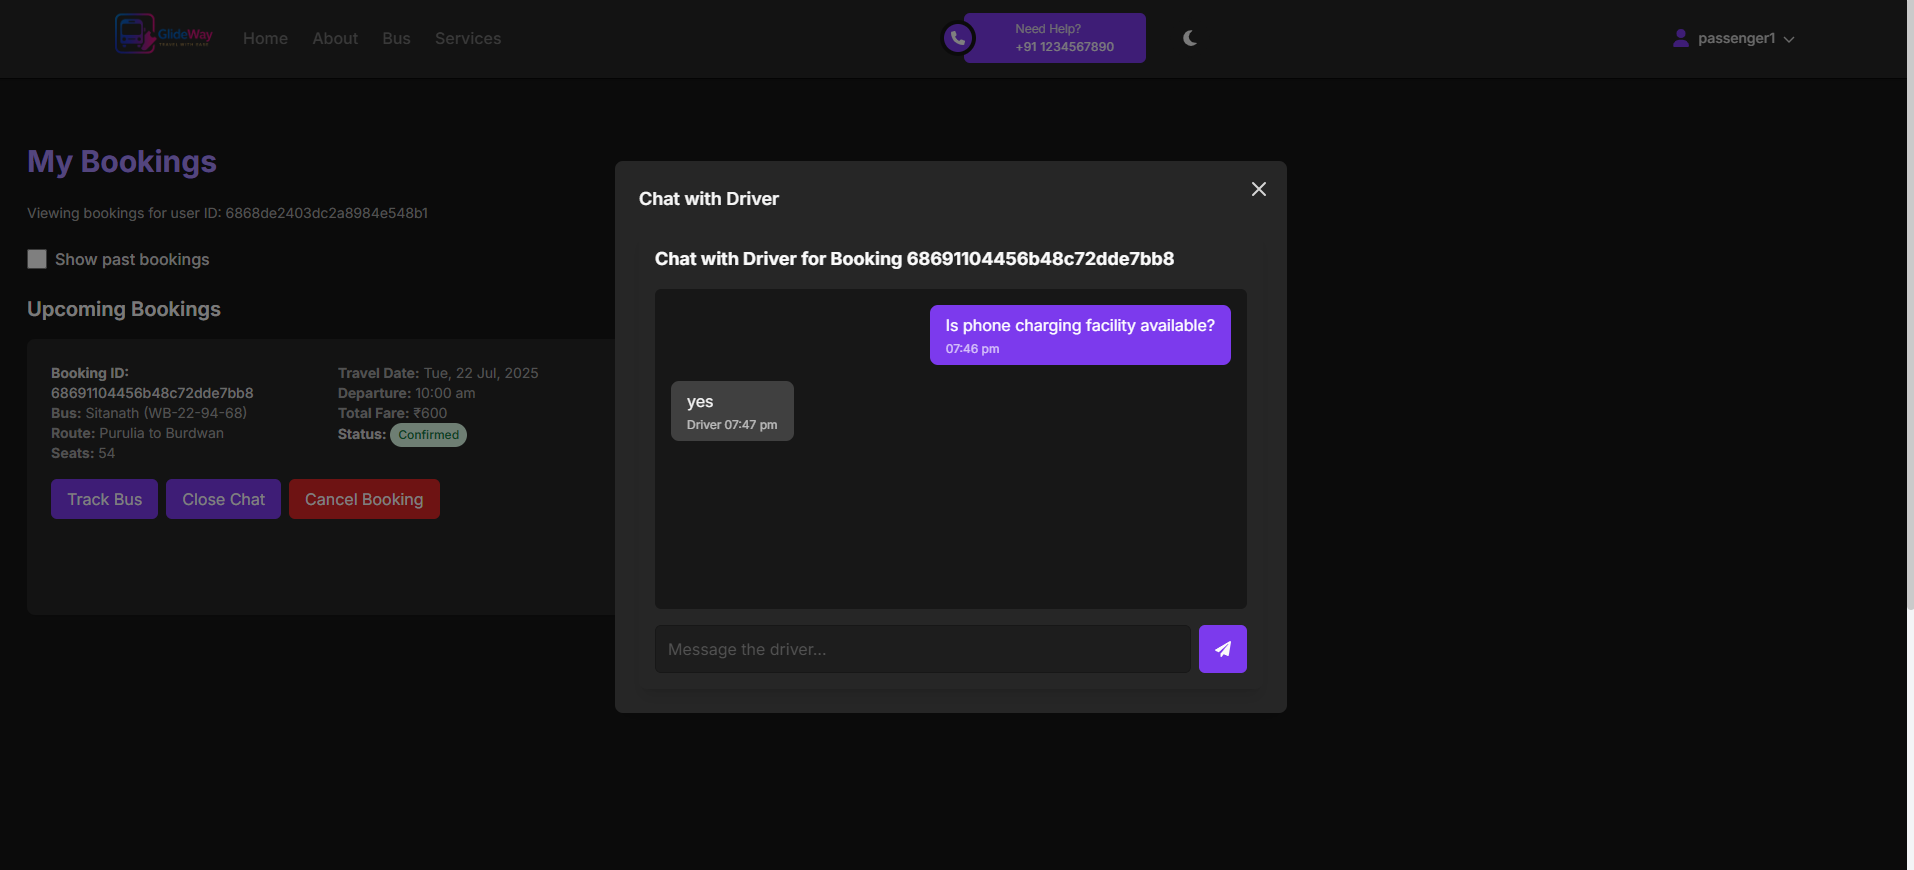 GlideWay
TRAVEL WITH EASE
Home
About
Bus
Services
Need Help?
+91 1234567890
passenger1
My Bookings
Viewing bookings for user ID: 6868de2403dc2a8984e548b1
Show past bookings
Upcoming Bookings
Booking ID:
68691104456b48c72dde7bb8
Bus: Sitanath (WB-22-94-68)
Route: Purulia to Burdwan
Seats: 54
Travel Date: Tue, 22 Jul, 2025
Departure: 10:00 am
Total Fare: ₹600
Status: Confirmed
Track Bus
Close Chat
Cancel Booking
Chat with Driver
Chat with Driver for Booking 68691104456b48c72dde7bb8
Is phone charging facility available?
07:46 pm
yes
Driver 07:47 pm
Message the driver...